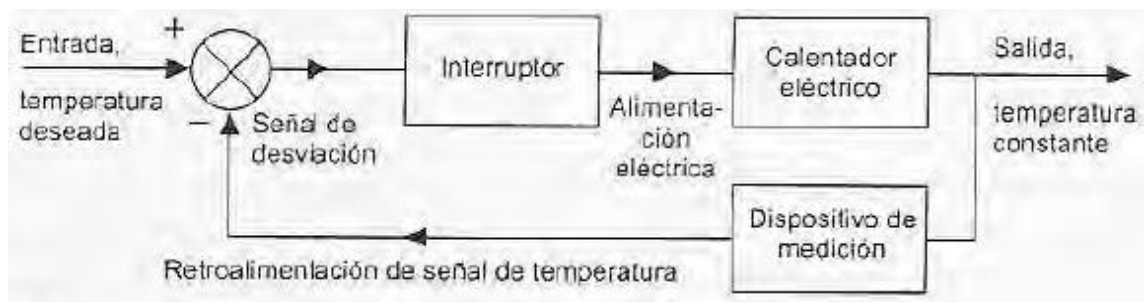 Entrada,
temperatura
deseada
+
−
Señal de
desviación
Interruptor
Alimenta-
ción
eléctrica
Calentador
eléctrico
Salida,
temperatura
constante
Dispositivo de
medición
Retroalimentación de señal de temperatura